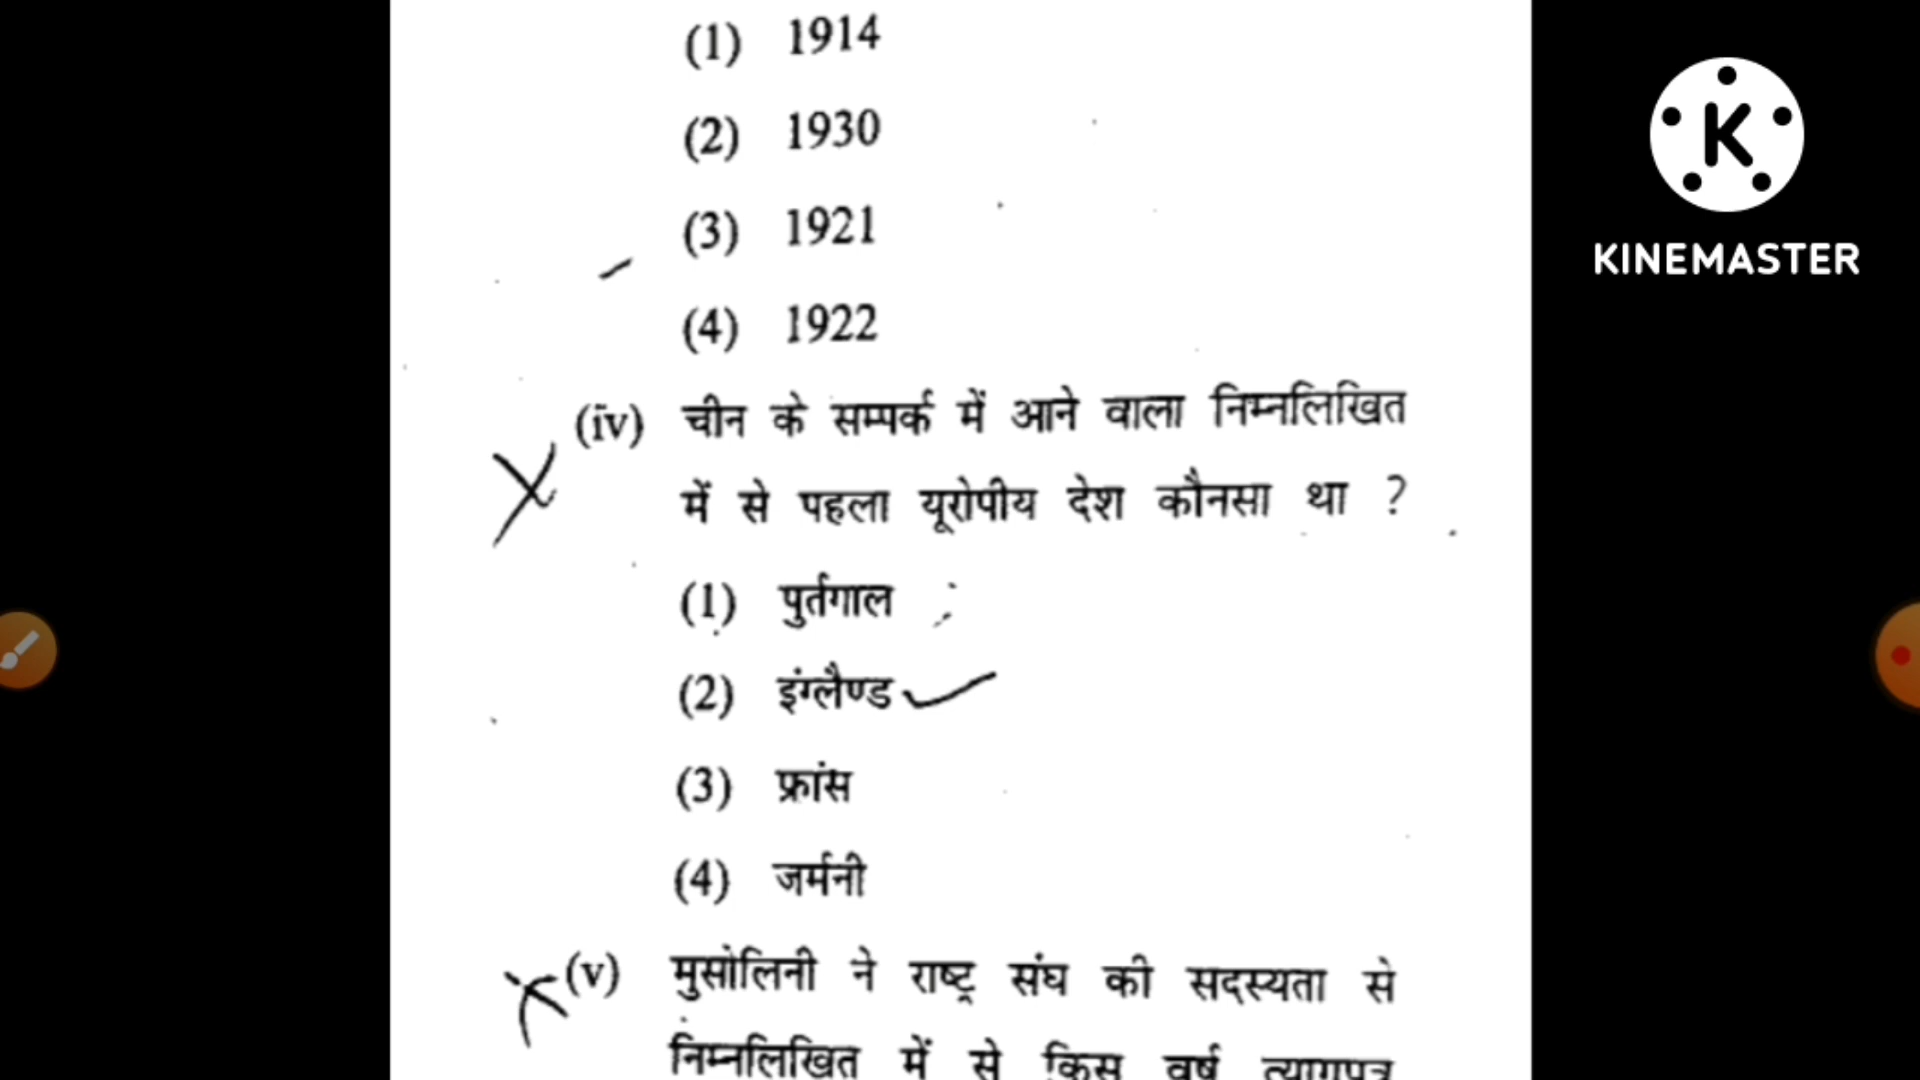 (1) 1914
(2) 1930
(3) 1921
(4) 1922
(iv) चीन के सम्पर्क में आने वाला निम्नलिखित
में से पहला यूरोपीय देश कौनसा था ?
(1) पुर्तगाल
(2) इंग्लैण्ड
(3) फ्रांस
(4) जर्मनी
(v) मुसोलिनी ने राष्ट्र संघ की सदस्यता से
निम्नलिखित में से किस वर्ष त्यागपत्र
K
KINEMASTER